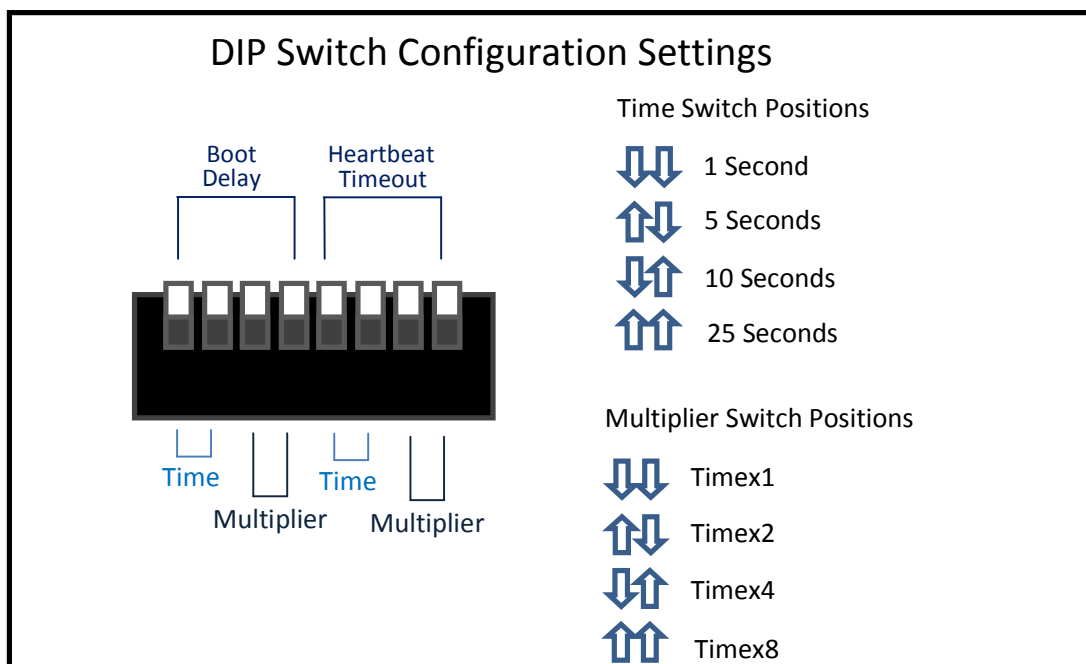 DIP Switch Configuration Settings
Boot
Delay
Heartbeat
Timeout
Time
Multiplier
Time
Multiplier
Time Switch Positions
1 Second
5 Seconds
10 Seconds
25 Seconds
Multiplier Switch Positions
Timex1
Timex2
Timex4
Timex8